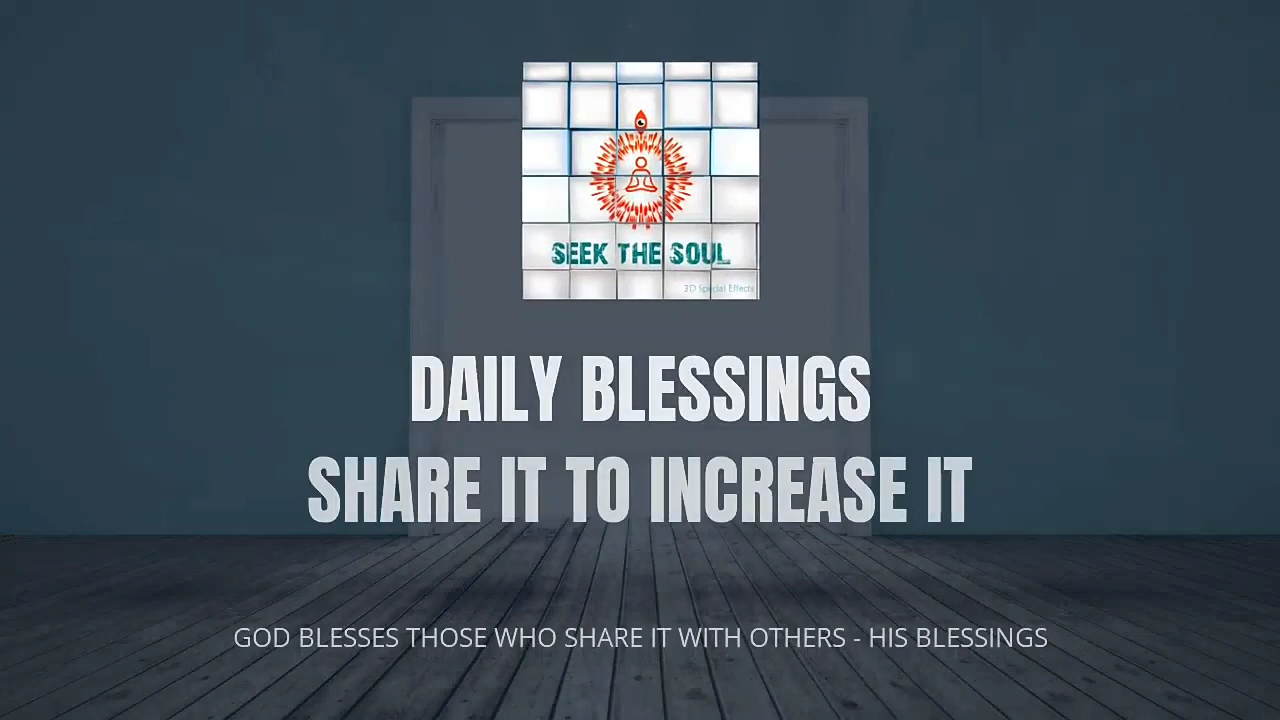 SEEK THE SOUL
3D Special Effects
DAILY BLESSINGS
SHARE IT TO INCREASE IT
GOD BLESSES THOSE WHO SHARE IT WITH OTHERS - HIS BLESSINGS